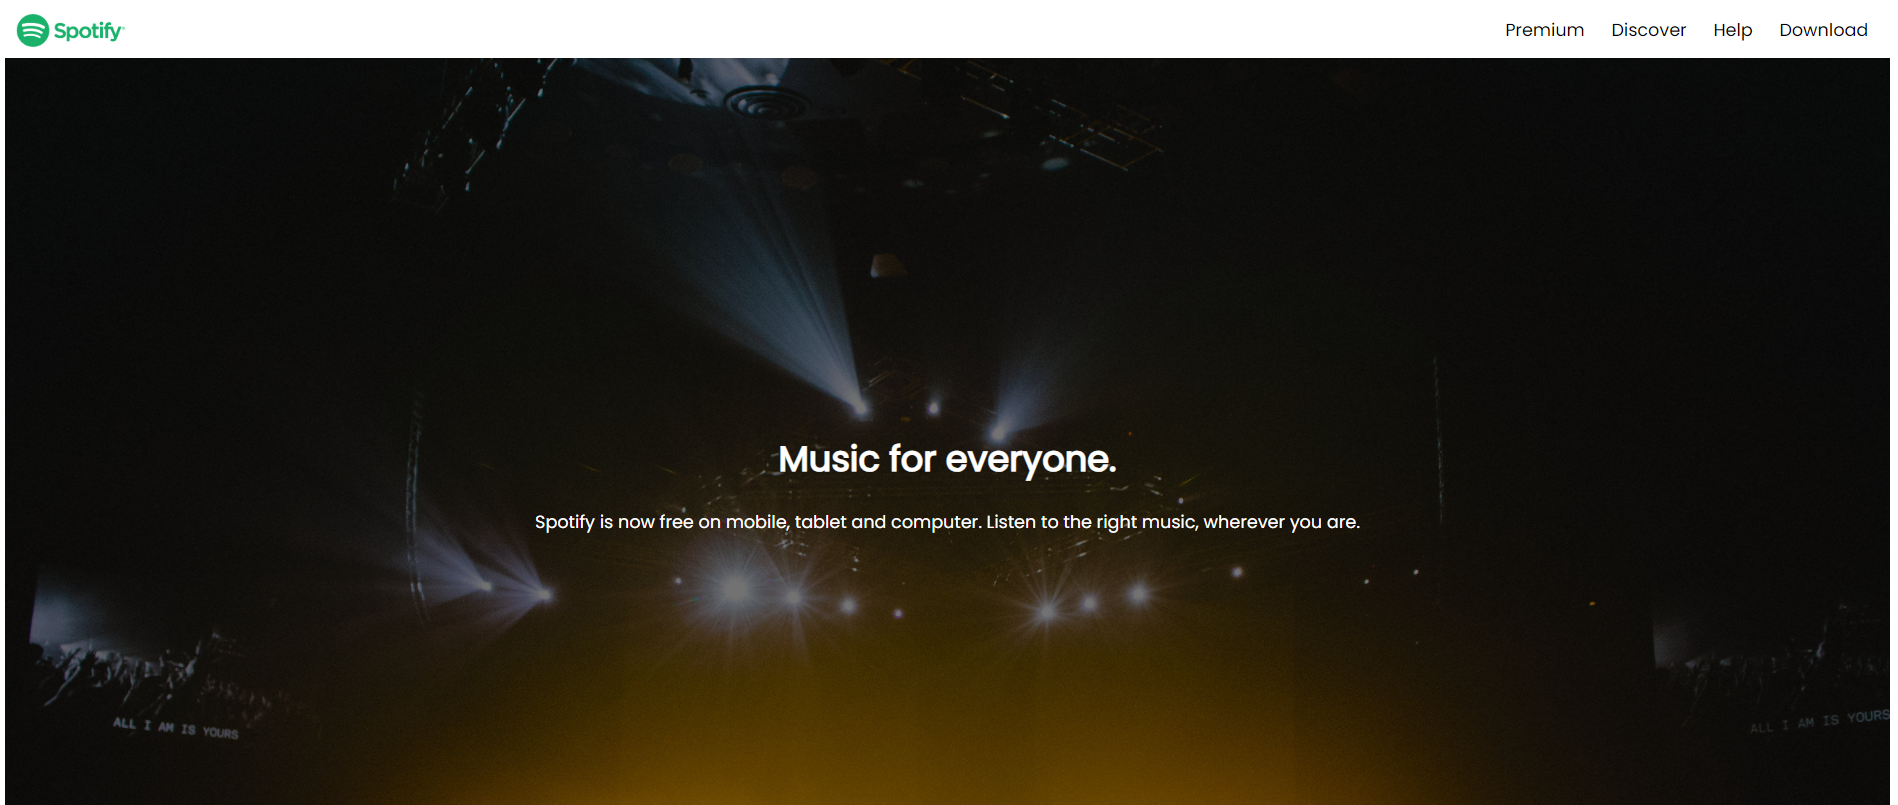 Spotify
Premium Discover Help Download
Music for everyone.
Spotify is now free on mobile, tablet and computer. Listen to the right music, wherever you are.
ALL I AM IS YOURS
ALL I AM IS YOURS